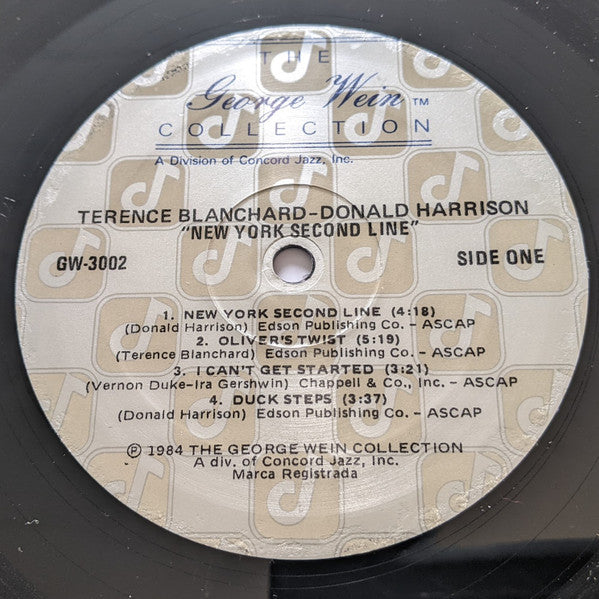 THE
George Wein™
COLLECTION
A Division of Concord Jazz, Inc.
TERENCE BLANCHARD-DONALD HARRISON
"NEW YORK SECOND LINE"
GW-3002 SIDE ONE
1. NEW YORK SECOND LINE (4:18)
(Donald Harrison) Edson Publishing Co. - ASCAP
2. OLIVER'S TWIST (5:19)
(Terence Blanchard) Edson Publishing Co. - ASCAP
3. I CAN'T GET STARTED (3:21)
(Vernon Duke-Ira Gershwin) Chappell & Co., Inc. - ASCAP
4. DUCK STEPS (3:37)
(Donald Harrison) Edson Publishing Co. - ASCAP
℗ 1984 THE GEORGE WEIN COLLECTION
A div. of Concord Jazz, Inc.
Marca Registrada